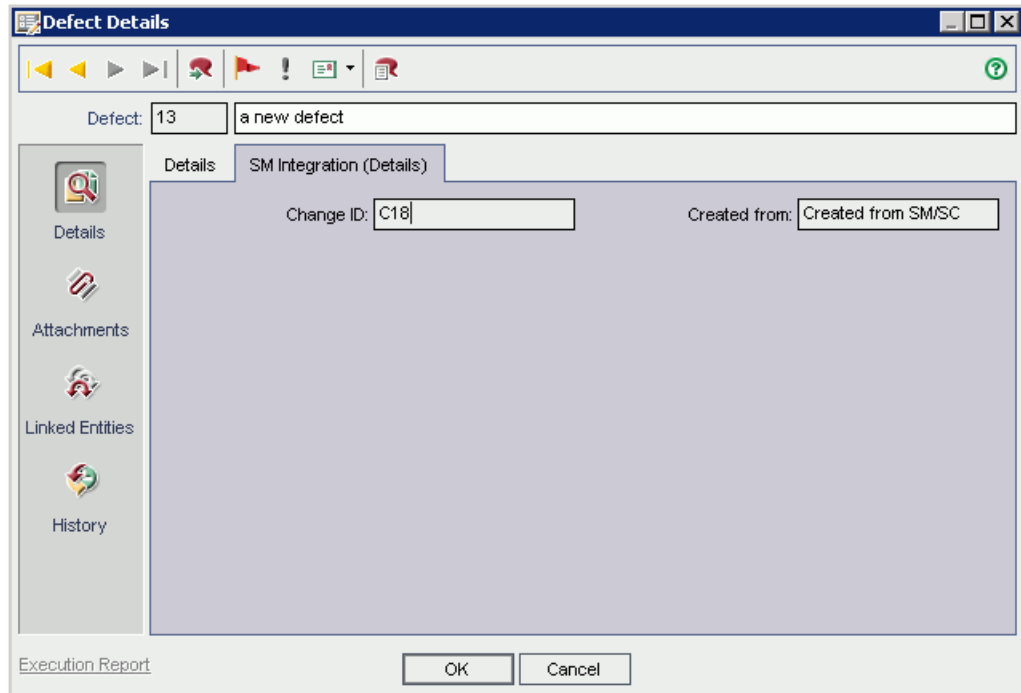 Defect Details
Defect: 13 a new defect
Details SM Integration (Details)
Change ID: C18 Created from: Created from SM/SC
Details
Attachments
Linked Entities
History
Execution Report OK Cancel